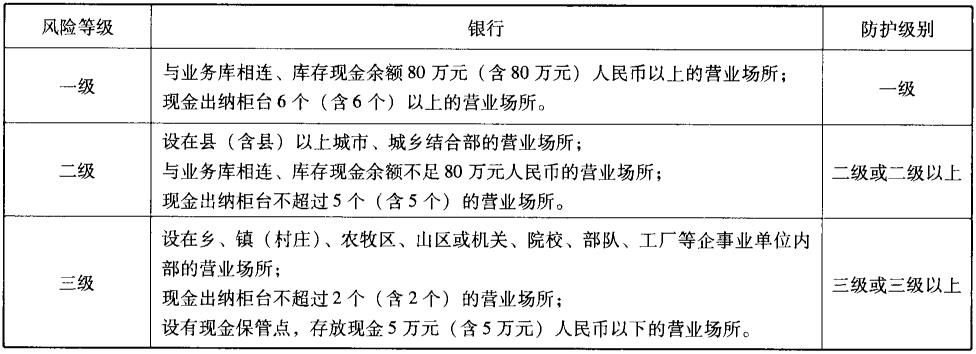 风险等级 银行 防护级别
一级
与业务库相连、库存现金余额80万元（含80万元）人民币以上的营业场所；
现金出纳柜台6个（含6个）以上的营业场所。
一级
二级
设在县（含县）以上城市、城乡结合部的营业场所；
与业务库相连、库存现金余额不足80万元人民币的营业场所；
现金出纳柜台不超过5个（含5个）的营业场所。
二级或二级以上
三级
设在乡、镇（村庄）、农牧区、山区或机关、院校、部队、工厂等企事业单位内
部的营业场所；
现金出纳柜台不超过2个（含2个）的营业场所；
设有现金保管点，存放现金5万元（含5万元）人民币以下的营业场所。
三级或三级以上